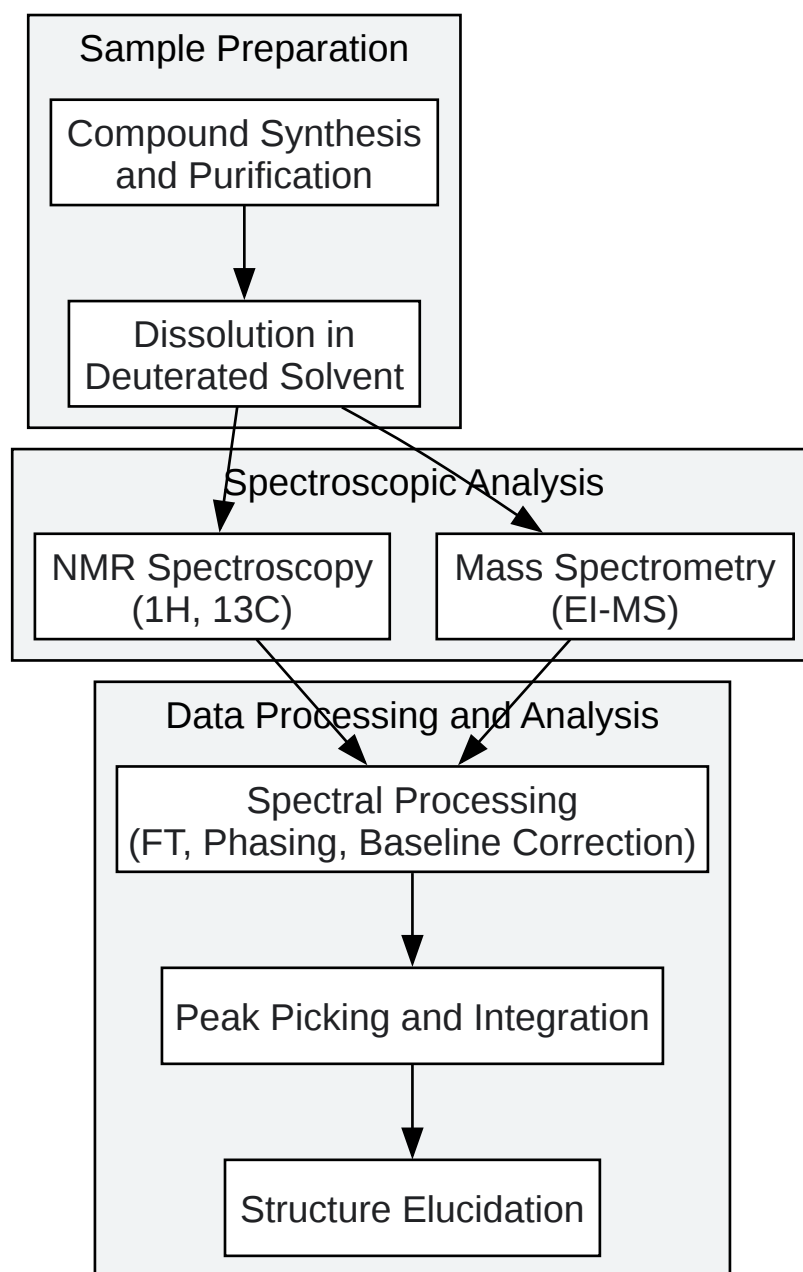 Sample Preparation
Compound Synthesis
and Purification
Dissolution in
Deuterated Solvent
Spectroscopic Analysis
NMR Spectroscopy
(1H, 13C)
Mass Spectrometry
(EI-MS)
Data Processing and Analysis
Spectral Processing
(FT, Phasing, Baseline Correction)
Peak Picking and Integration
Structure Elucidation